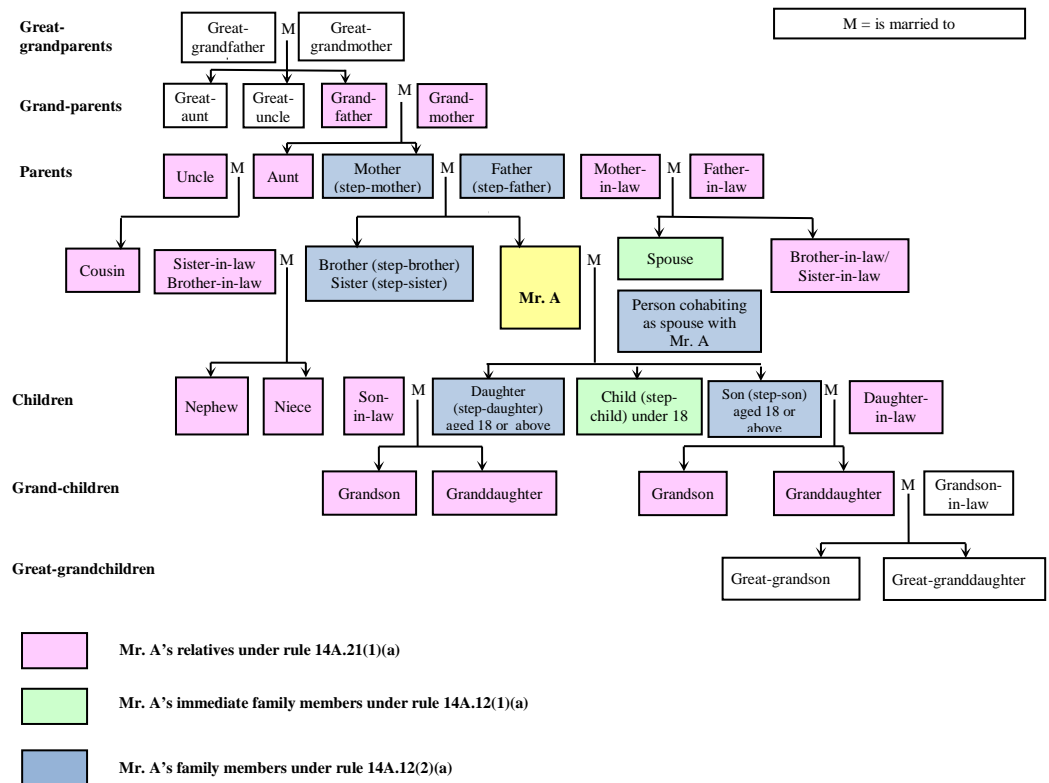 Great-
grandparents
Great-
grandfather
M
Great-
grandmother
M = is married to
Grand-parents
Great-
aunt
Great-
uncle
Grand-
father
M
Grand-
mother
Parents
Uncle
M
Aunt
Mother
(step-mother)
M
Father
(step-father)
Mother-
in-law
M
Father-
in-law
Cousin
Sister-in-law
Brother-in-law
M
Brother (step-brother)
Sister (step-sister)
Mr. A
M
Spouse
Brother-in-law/
Sister-in-law
Person cohabiting
as spouse with
Mr. A
Children
Nephew
Niece
Son-
in-law
M
Daughter
(step-daughter)
aged 18 or above
Child (step-
child) under 18
Son (step-son)
aged 18 or
above
M
Daughter-
in-law
Grand-children
Grandson
Granddaughter
Grandson
Granddaughter
M
Grandson-
in-law
Great-grandchildren
Great-grandson
Great-granddaughter
Mr. A's relatives under rule 14A.21(1)(a)
Mr. A's immediate family members under rule 14A.12(1)(a)
Mr. A's family members under rule 14A.12(2)(a)